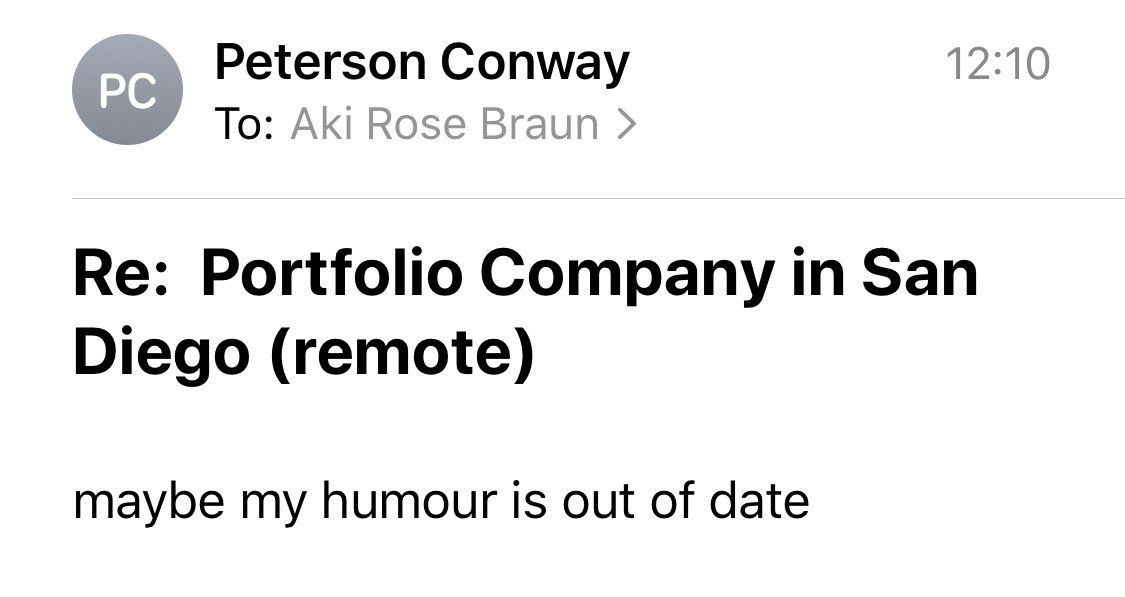 PC
Peterson Conway
12:10
To: Aki Rose Braun >
Re: Portfolio Company in San
Diego (remote)
maybe my humour is out of date